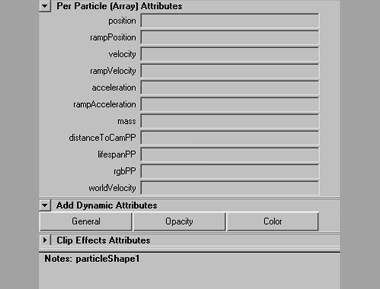 Per Particle (Array) Attributes
position
rampPosition
velocity
rampVelocity
acceleration
rampAcceleration
mass
distanceToCamPP
lifespanPP
rgbPP
worldVelocity
Add Dynamic Attributes
General Opacity Color
Clip Effects Attributes
Notes: particleShape1